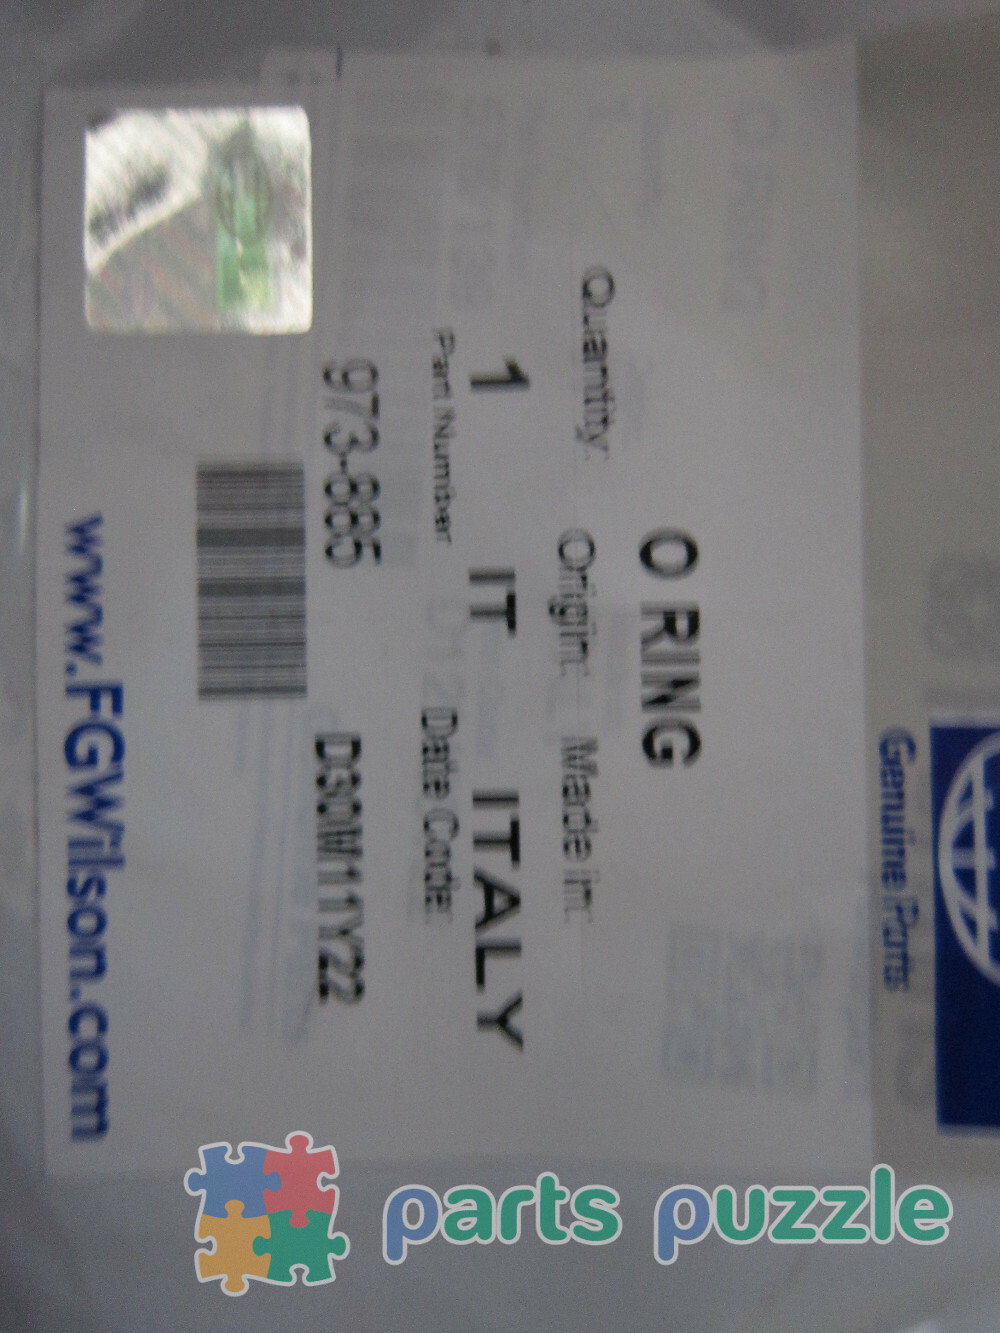 Genuine Parts
O RING
Quantity: Origin: Made in:
1 IT ITALY
Part Number Date Code:
973-885 D30W11Y22
www.FGWilson.com
parts puzzle